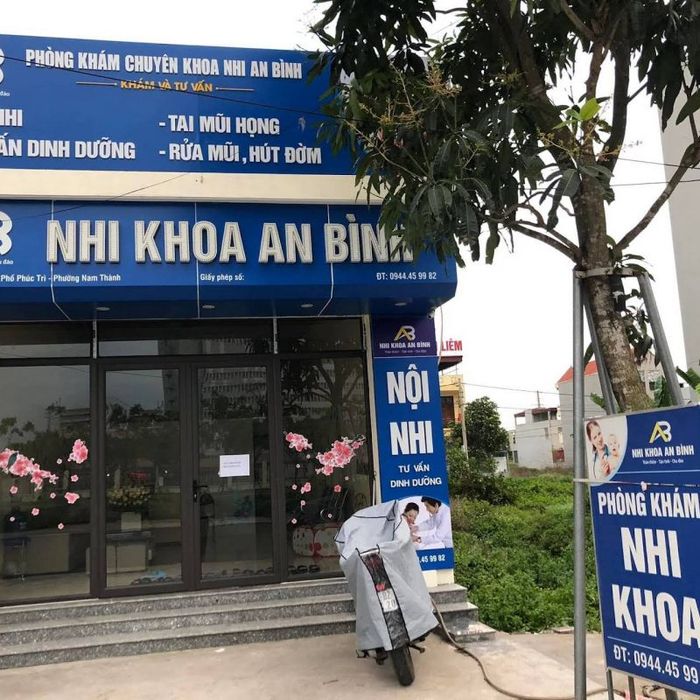 PHÒNG KHÁM CHUYÊN KHOA NHI AN BÌNH
KHÁM VÀ TƯ VẤN
NHI
- TAI MŨI HỌNG
ẤN DINH DƯỠNG
- RỬA MŨI , HÚT ĐỜM
NHI KHOA AN BÌNH
Phố Phúc Trì - Phường Nam Thành
Giấy phép số:
ĐT: 0944.45 99 82
AB
NHI KHOA AN BÌNH
NỘI
NHI
TƯ VẤN
DINH DƯỠNG
45 99 82
AB
NHI KHOA AN BÌNH
PHÒNG KHÁM
NHI
KHOA
ĐT: 0944.45 99